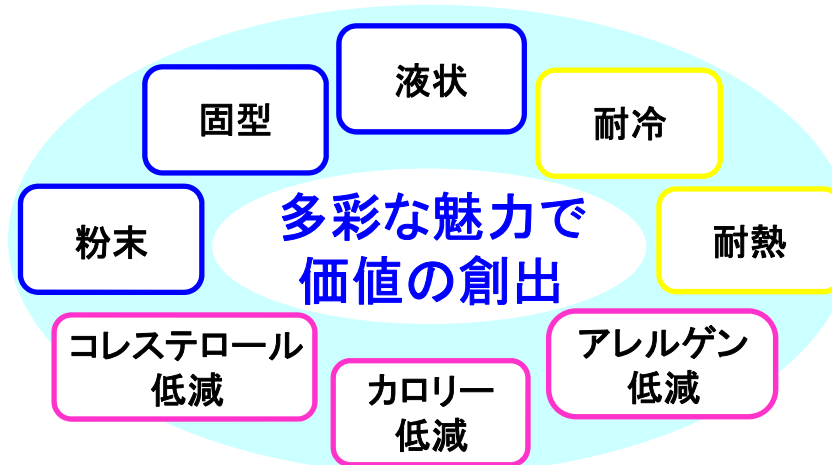 液状
固型
耐冷
粉末
多彩な魅力で
価値の創出
耐熱
コレステロール
低減
カロリー
低減
アレルゲン
低減